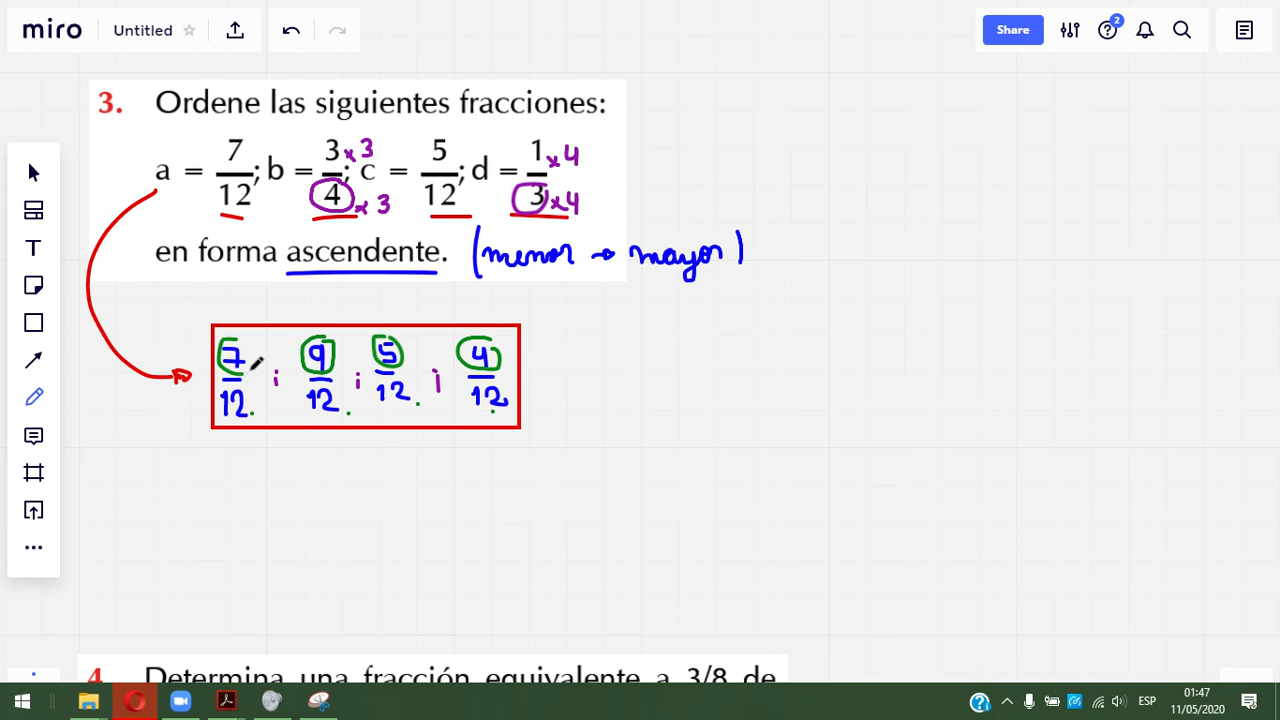 miro Untitled Share 2
3. Ordene las siguientes fracciones:
a = 7/12; b = 3/4; c = 5/12; d = 1/3
x 3 x 3 x 4 x 4
en forma ascendente. (menor → mayor)
7/12 ; 9/12 ; 5/12 ; 4/12
T
4. Determina una fracción equivalente a 3/8 de
ESP 01:47
11/05/2020